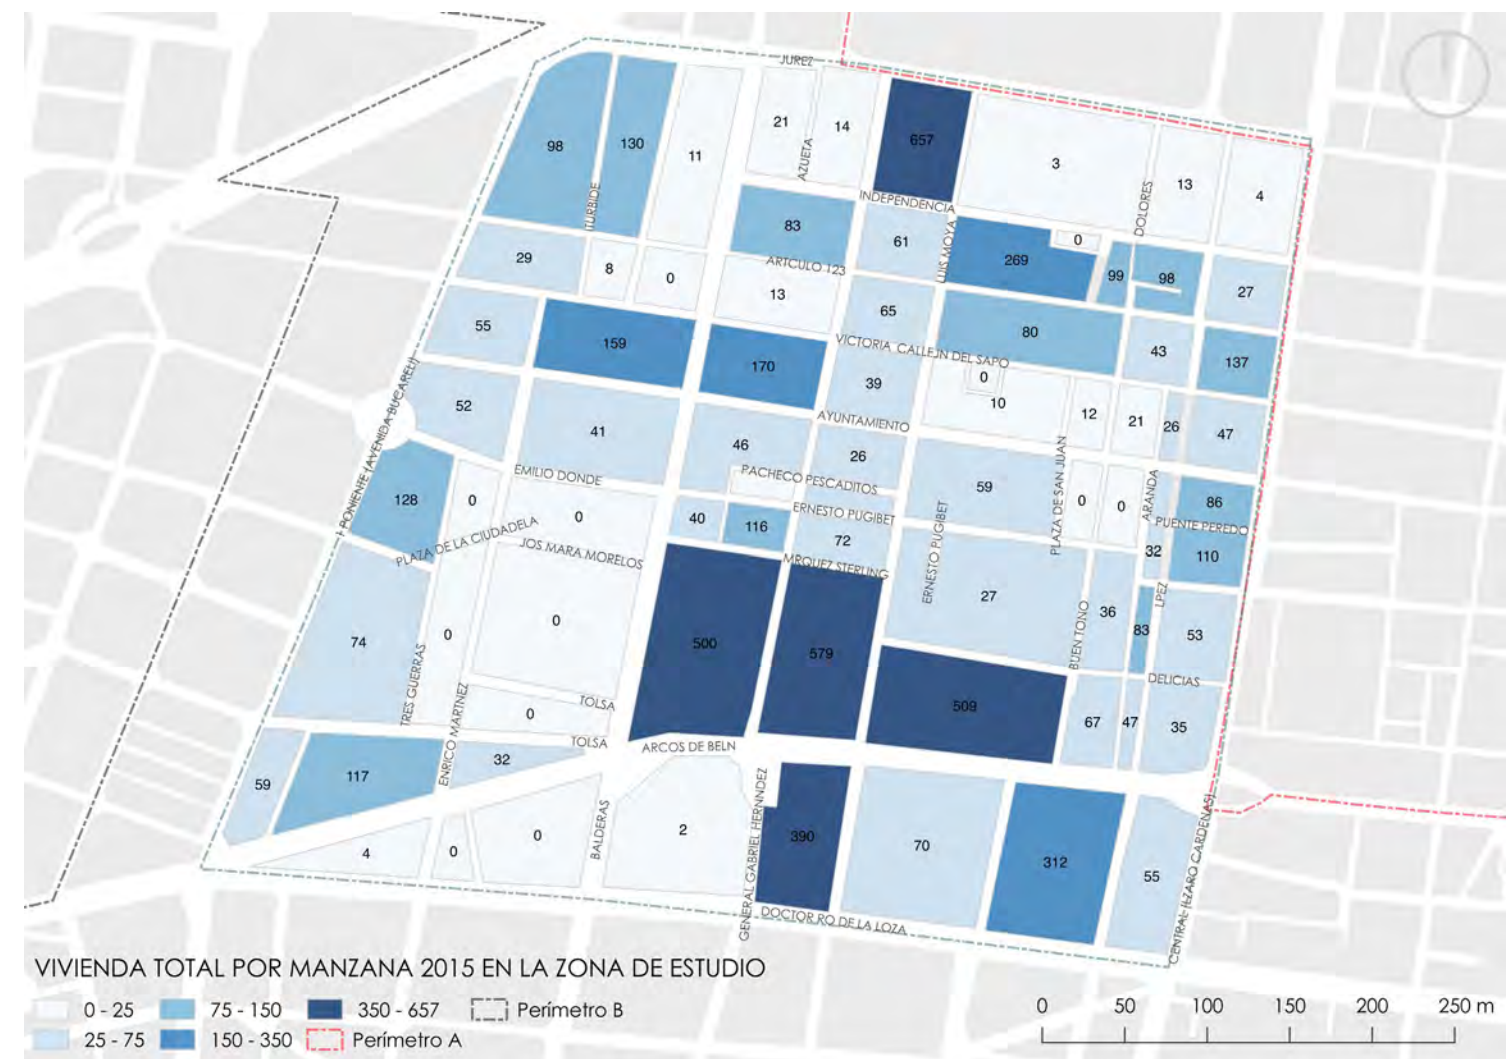 JUREZ
21
14
657
98
130
11
3
13
4
AZUETA
ITURBIDE
INDEPENDENCIA
DOLORES
83
61
LUIS MOYA
0
269
99
98
27
29
8
0
ARTCULO 123
13
65
80
55
159
170
VICTORIA CALLEJN DEL SAPO
43
137
39
0
10
12
21
26
47
52
41
AYUNTAMIENTO
46
26
PONIENTE (AVENIDA BUCARELI)
EMILIO DONDE
PACHECO PESCADITOS
59
PLAZA DE SAN JUAN
0
0
ARANDA
86
128
0
0
40
116
ERNESTO PUGIBET
72
PUENTE PEREDO
PLAZA DE LA CIUDADELA
JOS MARA MORELOS
MRQUEZ STERLING
ERNESTO PUGIBET
32
110
27
36
83
LPEZ
53
74
0
0
500
579
BUEN TONO
DELICIAS
TRES GUERRAS
ENRICO MARTNEZ
0
TOLSA
509
67
47
35
TOLSA
ARCOS DE BELN
59
117
32
4
0
0
BALDERAS
2
GENERAL GABRIEL HERNNDEZ
390
70
312
55
CENTRAL (LZARO CARDENAS)
DOCTOR RO DE LA LOZA
VIVIENDA TOTAL POR MANZANA 2015 EN LA ZONA DE ESTUDIO
0 - 25 75 - 150 350 - 657 Perímetro B
25 - 75 150 - 350 Perímetro A
0 50 100 150 200 250 m